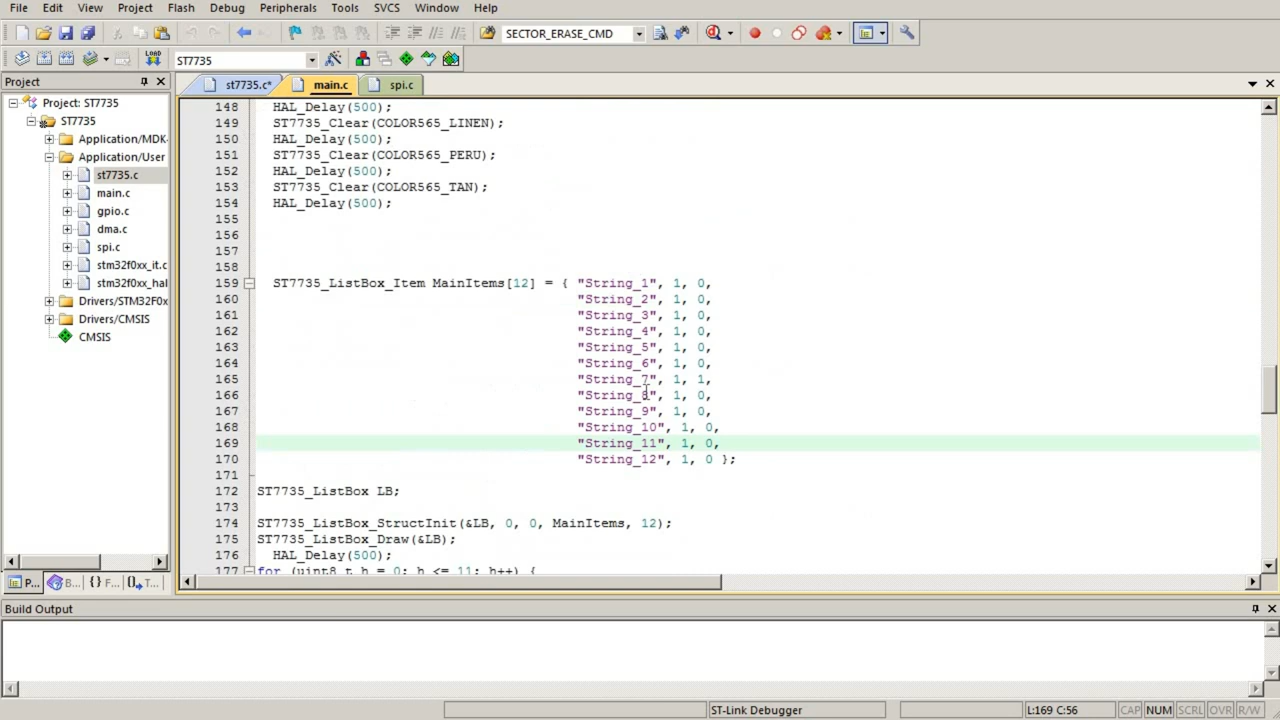 File Edit View Project Flash Debug Peripherals Tools SVCS Window Help
SECTOR_ERASE_CMD
LOAD ST7735
Project
st7735.c* main.c spi.c
Project: ST7735
ST7735
Application/MDK-
Application/User
st7735.c
main.c
gpio.c
dma.c
spi.c
stm32f0xx_it.c
stm32f0xx_hal
Drivers/STM32F0x
Drivers/CMSIS
CMSIS
P... B... {} F... 0 T...
148 HAL_Delay(500);
149 ST7735_Clear(COLOR565_LINEN);
150 HAL_Delay(500);
151 ST7735_Clear(COLOR565_PERU);
152 HAL_Delay(500);
153 ST7735_Clear(COLOR565_TAN);
154 HAL_Delay(500);
155
156
157
158
159 ST7735_ListBox_Item MainItems[12] = { "String_1", 1, 0,
160 "String_2", 1, 0,
161 "String_3", 1, 0,
162 "String_4", 1, 0,
163 "String_5", 1, 0,
164 "String_6", 1, 0,
165 "String_7", 1, 1,
166 "String_8", 1, 0,
167 "String_9", 1, 0,
168 "String_10", 1, 0,
169 "String_11", 1, 0,
170 "String_12", 1, 0 };
171
172 ST7735_ListBox LB;
173
174 ST7735_ListBox_StructInit(&LB, 0, 0, MainItems, 12);
175 ST7735_ListBox_Draw(&LB);
176 HAL_Delay(500);
177 for (uint8_t h = 0; h <= 11; h++) {
Build Output
ST-Link Debugger L:169 C:56 CAP NUM SCRL OVR R/W